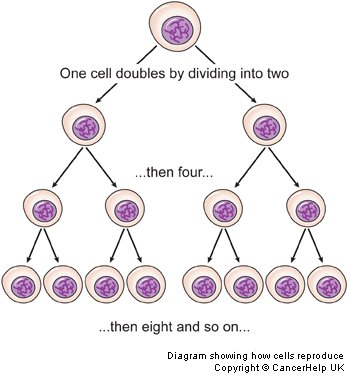 One cell doubles by dividing into two
...then four...
...then eight and so on...
Diagram showing how cells reproduce
Copyright © CancerHelp UK